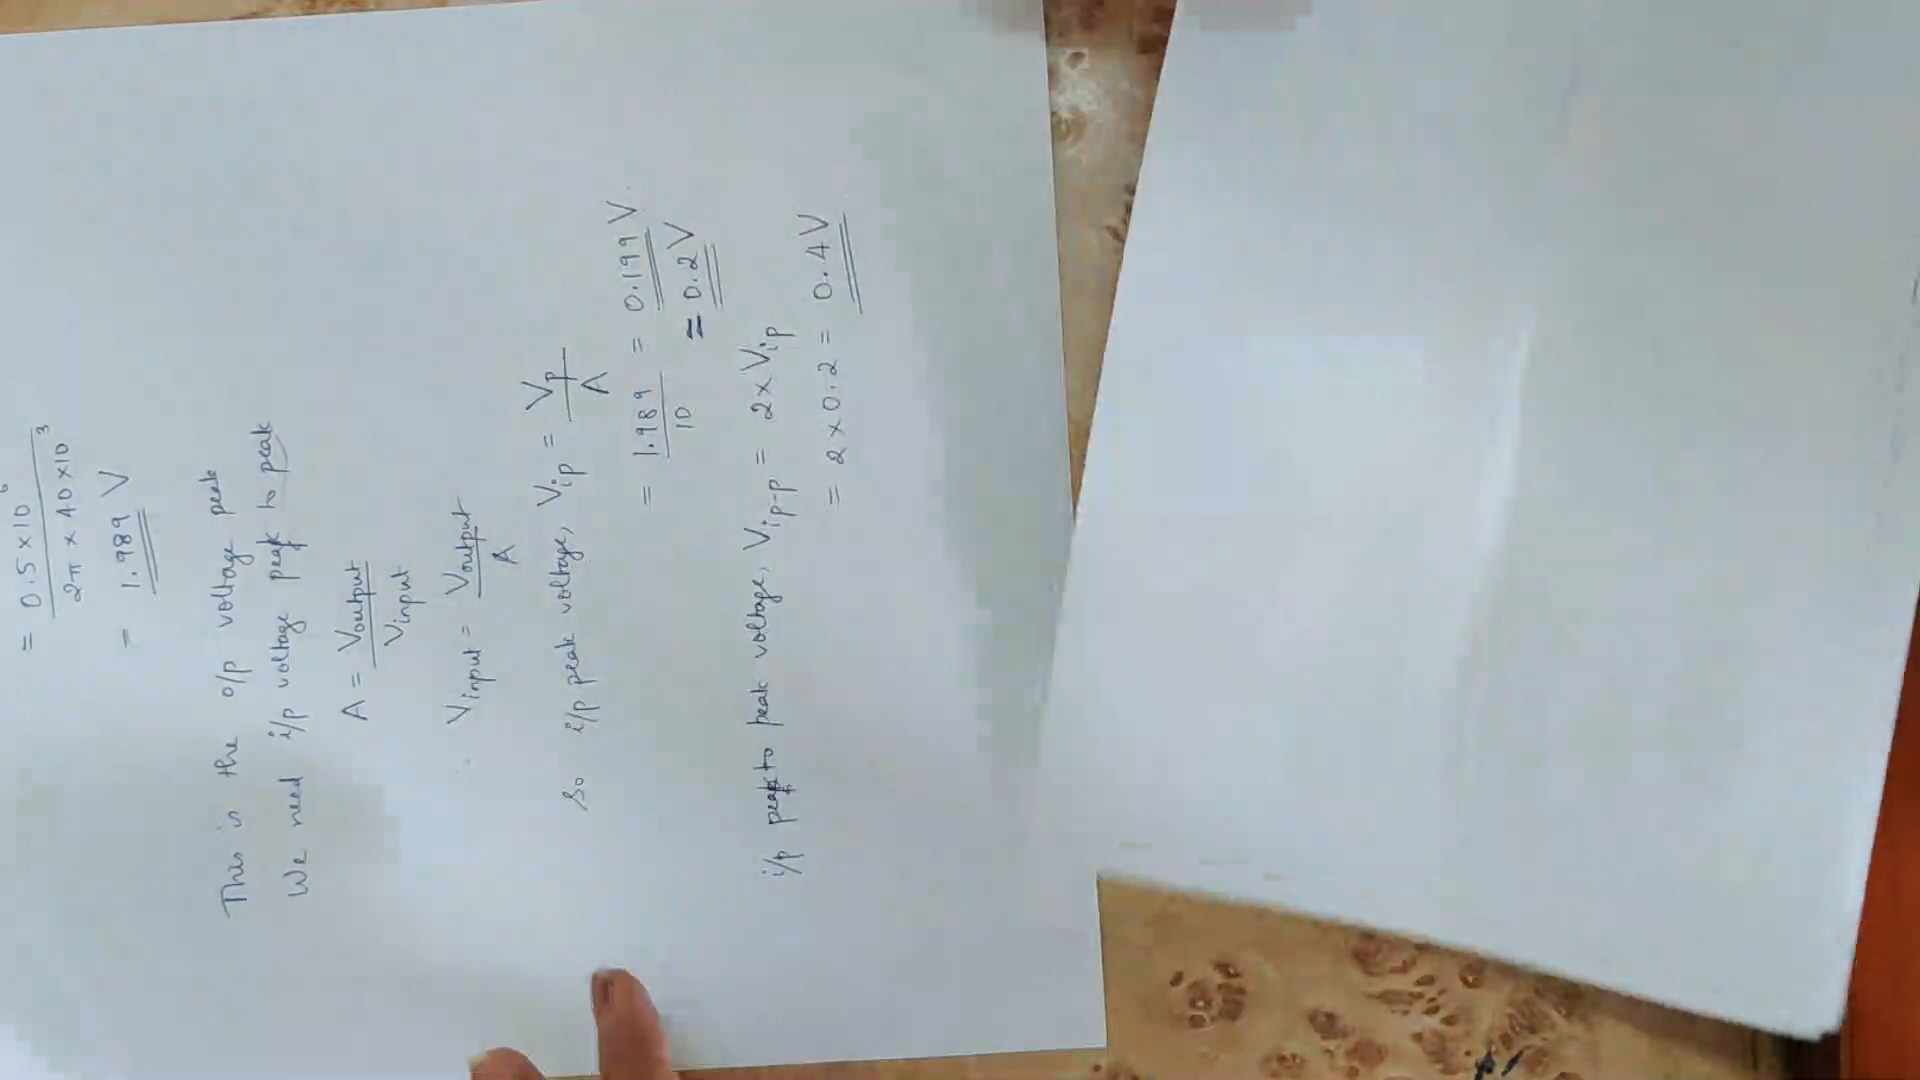 = 0.5 × 10⁶ / 2π × 40 × 10³
= 1.989 V
This is the o/p voltage peak
We need i/p voltage peak to peak
A = Voutput / Vinput
Vinput = Voutput / A
So i/p peak voltage, Vip = Vp / A
= 1.989 / 10 = 0.199 V.
= 0.2 V
i/p peak to peak voltage, Vip-p = 2 × Vip
= 2 × 0.2 = 0.4 V